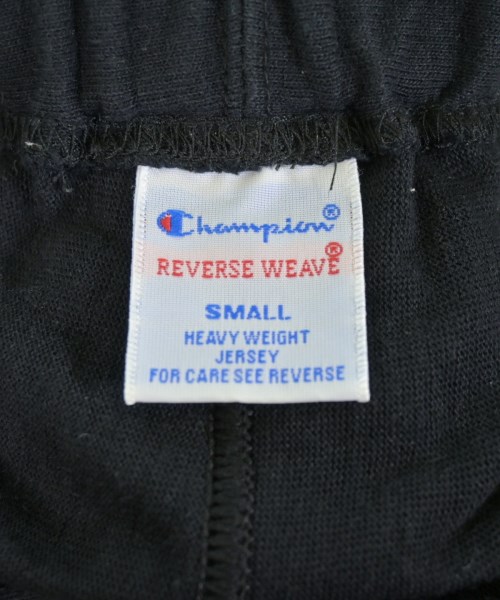 Champion®
REVERSE WEAVE®
SMALL
HEAVY WEIGHT
JERSEY
FOR CARE SEE REVERSE